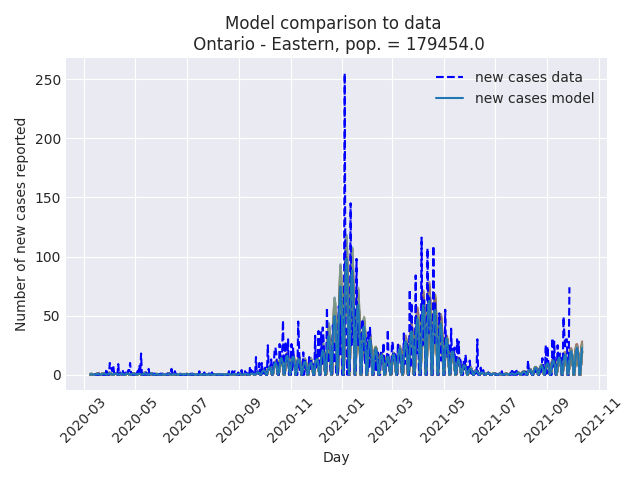 Model comparison to data
Ontario - Eastern, pop. = 179454.0
new cases data
new cases model
Number of new cases reported
250
200
150
100
50
0
2020-03
2020-05
2020-07
2020-09
2020-11
2021-01
2021-03
2021-05
2021-07
2021-09
2021-11
Day